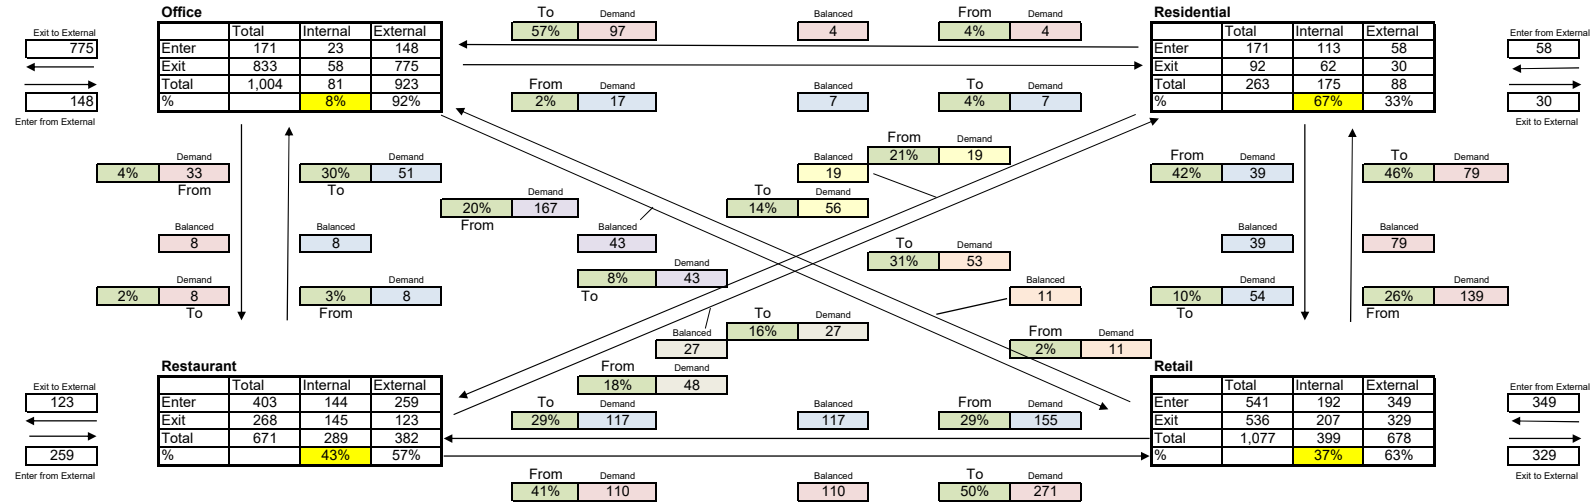 Office
To Demand
57% 97
Balanced
4
From Demand
4% 4
Residential
Exit to External
775
148
Enter from External
Total Internal External
Enter 171 23 148
Exit 833 58 775
Total 1,004 81 923
% 8% 92%
Total Internal External
Enter 171 113 58
Exit 92 62 30
Total 263 175 88
% 67% 33%
Enter from External
58
30
Exit to External
From Demand
2% 17
Balanced
7
To Demand
4% 7
Demand
4% 33
From
Demand
30% 51
To
Demand
20% 167
From
From Demand
21% 19
Balanced
19
To Demand
14% 56
From Demand
42% 39
To Demand
46% 79
Balanced
8
Balanced
8
Balanced
43
Demand
8% 43
To
To Demand
31% 53
Balanced
11
Balanced
39
Balanced
79
Demand
2% 8
To
Demand
3% 8
From
Demand
10% 54
To
Demand
26% 139
From
To Demand
16% 27
Balanced
27
From Demand
18% 48
From Demand
2% 11
Restaurant
Retail
Exit to External
123
259
Enter from External
Total Internal External
Enter 403 144 259
Exit 268 145 123
Total 671 289 382
% 43% 57%
To Demand
29% 117
Balanced
117
From Demand
29% 155
Total Internal External
Enter 541 192 349
Exit 536 207 329
Total 1,077 399 678
% 37% 63%
Enter from External
349
329
Exit to External
From Demand
41% 110
Balanced
110
To Demand
50% 271